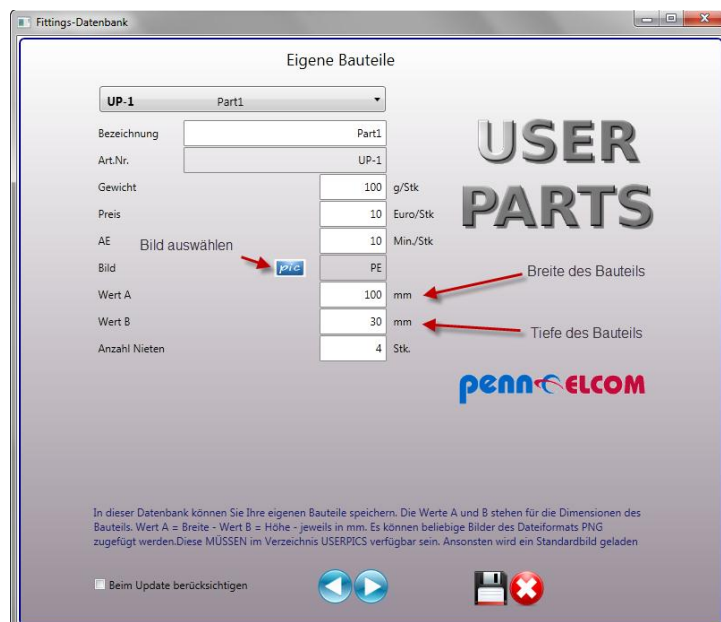 Fittings-Datenbank
Eigene Bauteile
UP-1 Part1
Bezeichnung Part1
Art.Nr. UP-1
Gewicht 100 g/Stk
Preis 10 Euro/Stk
AE 10 Min./Stk
Bild auswählen
Bild pic PE
Wert A 100 mm
Wert B 30 mm
Anzahl Nieten 4 Stk.
USER
PARTS
Breite des Bauteils
Tiefe des Bauteils
penn ELCOM
In dieser Datenbank können Sie Ihre eigenen Bauteile speichern. Die Werte A und B stehen für die Dimensionen des
Bauteils. Wert A = Breite - Wert B = Höhe - jeweils in mm. Es können beliebige Bilder des Dateiformats PNG
zugefügt werden.Diese MÜSSEN im Verzeichnis USERPICS verfügbar sein. Ansonsten wird ein Standardbild geladen
Beim Update berücksichtigen